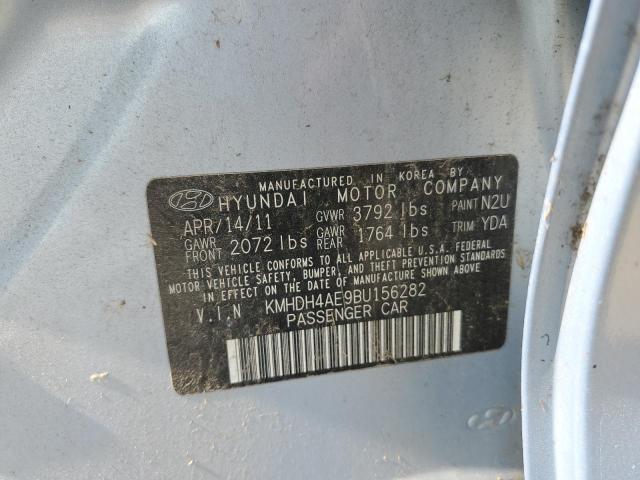 MANUFACTURED IN KOREA BY
HYUNDAI MOTOR COMPANY
APR/14/11 GVWR 3792 lbs PAINT N2U
GAWR FRONT 2072 lbs GAWR REAR 1764 lbs TRIM YDA
THIS VEHICLE CONFORMS TO ALL APPLICABLE U.S.A. FEDERAL
MOTOR VEHICLE SAFETY, BUMPER, AND THEFT PREVENTION STANDARDS
IN EFFECT ON THE DATE OF MANUFACTURE SHOWN ABOVE.
V.I.N KMHDH4AE9BU156282
PASSENGER CAR